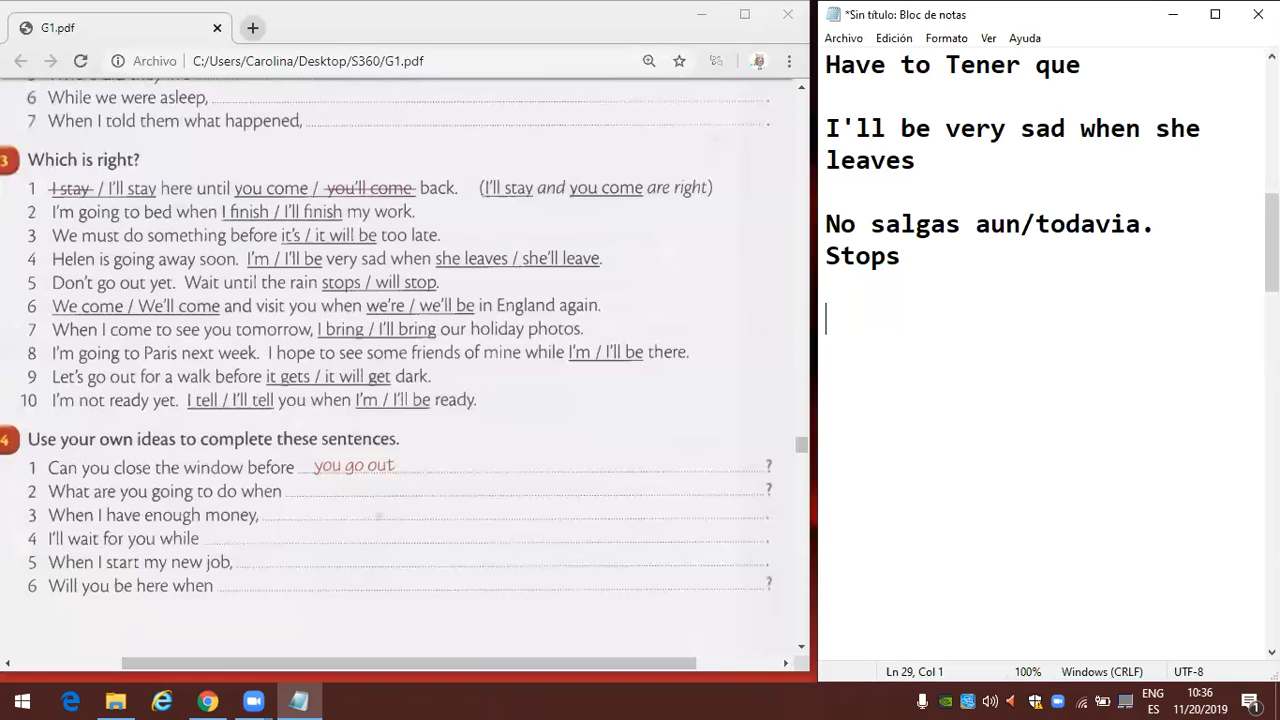 G1.pdf
Archivo C:/Users/Carolina/Desktop/S360/G1.pdf
6 While we were asleep,
7 When I told them what happened,
3 Which is right?
1 I stay / I'll stay here until you come / you'll come back. (I'll stay and you come are right)
2 I'm going to bed when I finish / I'll finish my work.
3 We must do something before it's / it will be too late.
4 Helen is going away soon. I'm / I'll be very sad when she leaves / she'll leave.
5 Don't go out yet. Wait until the rain stops / will stop.
6 We come / We'll come and visit you when we're / we'll be in England again.
7 When I come to see you tomorrow, I bring / I'll bring our holiday photos.
8 I'm going to Paris next week. I hope to see some friends of mine while I'm / I'll be there.
9 Let's go out for a walk before it gets / it will get dark.
10 I'm not ready yet. I tell / I'll tell you when I'm / I'll be ready.
4 Use your own ideas to complete these sentences.
1 Can you close the window before you go out ?
2 What are you going to do when ?
3 When I have enough money, .
4 I'll wait for you while .
5 When I start my new job, .
6 Will you be here when ?
*Sin título: Bloc de notas
Archivo Edición Formato Ver Ayuda
Have to Tener que
I'll be very sad when she
leaves
No salgas aun/todavia.
Stops
Ln 29, Col 1 100% Windows (CRLF) UTF-8
ENG 10:36
ES 11/20/2019 1